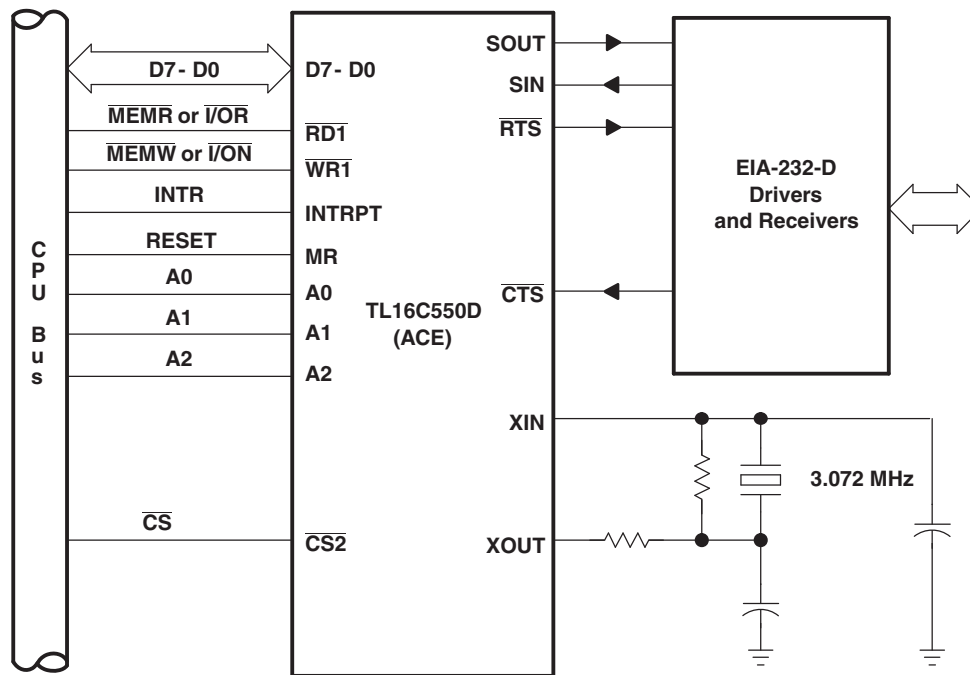 CPU Bus
D7- D0
MEMR or I/OR
MEMW or I/ON
INTR
RESET
A0
A1
A2
CS
D7- D0
RD1
WR1
INTRPT
MR
A0
A1
A2
CS2
TL16C550D
(ACE)
SOUT
SIN
RTS
CTS
XIN
XOUT
EIA-232-D
Drivers
and Receivers
3.072 MHz